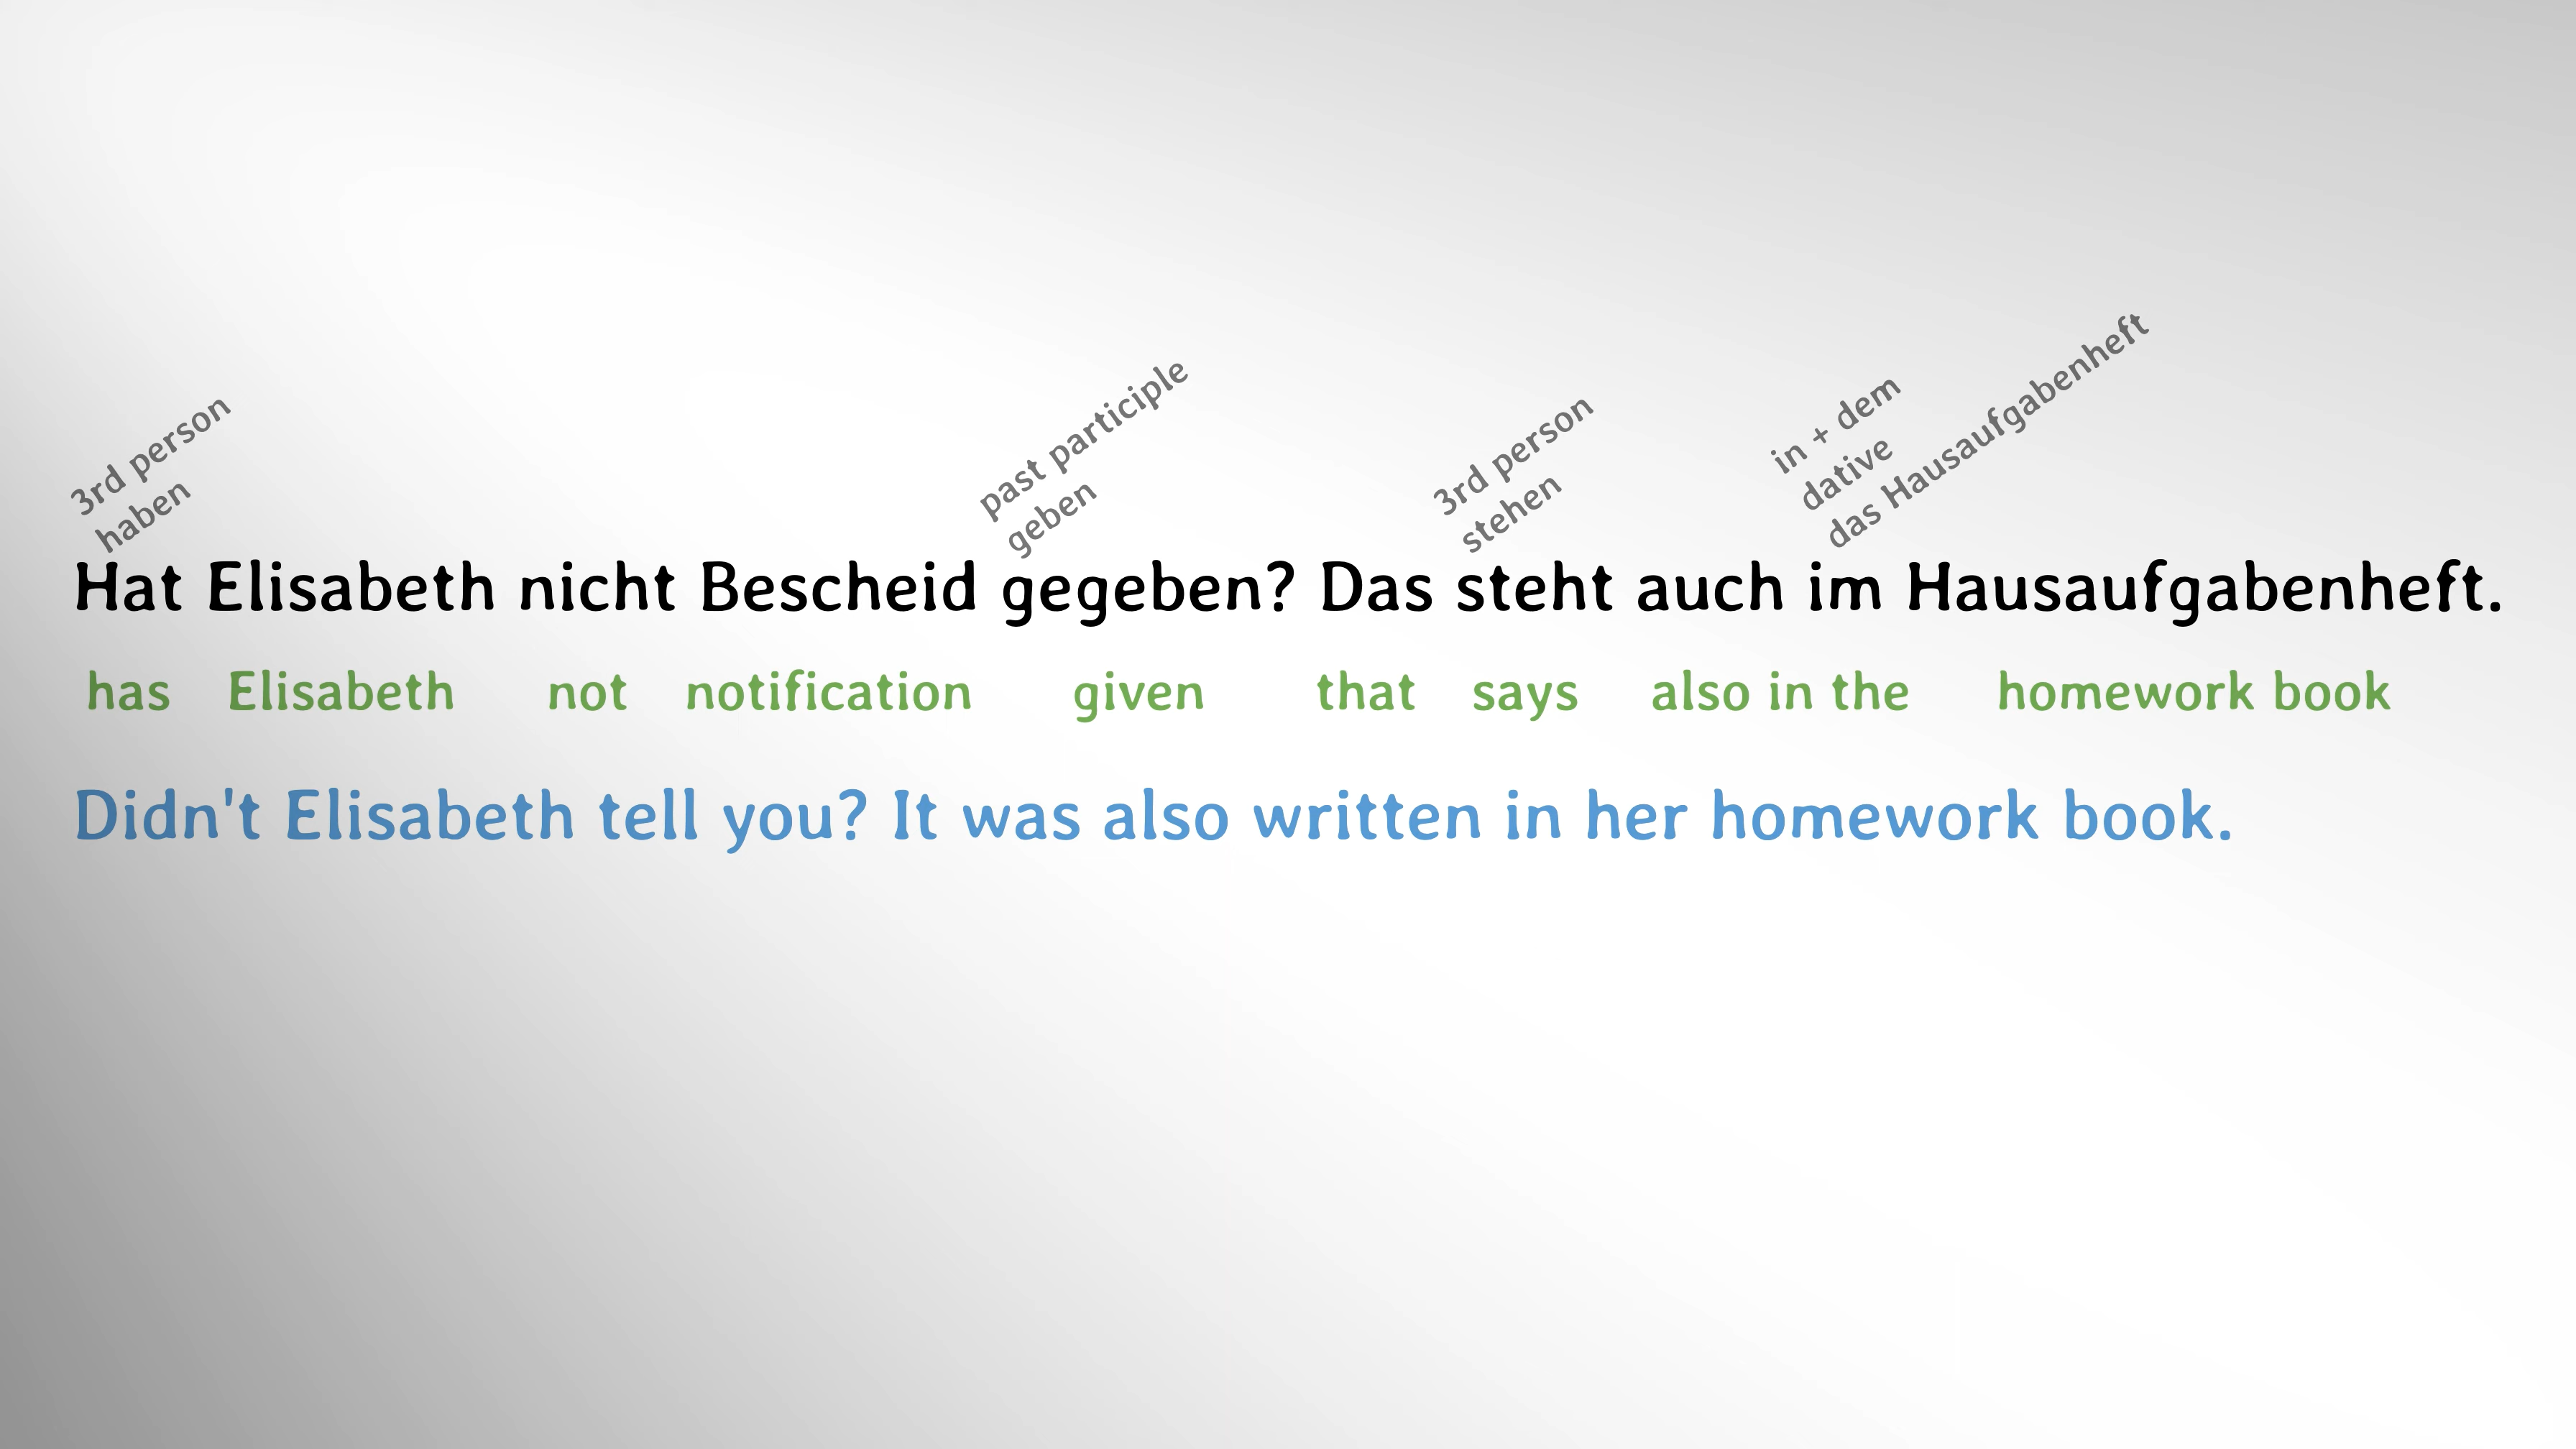 3rd person
haben
past participle
geben
3rd person
stehen
in + dem
dative
das Hausaufgabenheft
Hat Elisabeth nicht Bescheid gegeben? Das steht auch im Hausaufgabenheft.
has Elisabeth not notification given that says also in the homework book
Didn't Elisabeth tell you? It was also written in her homework book.